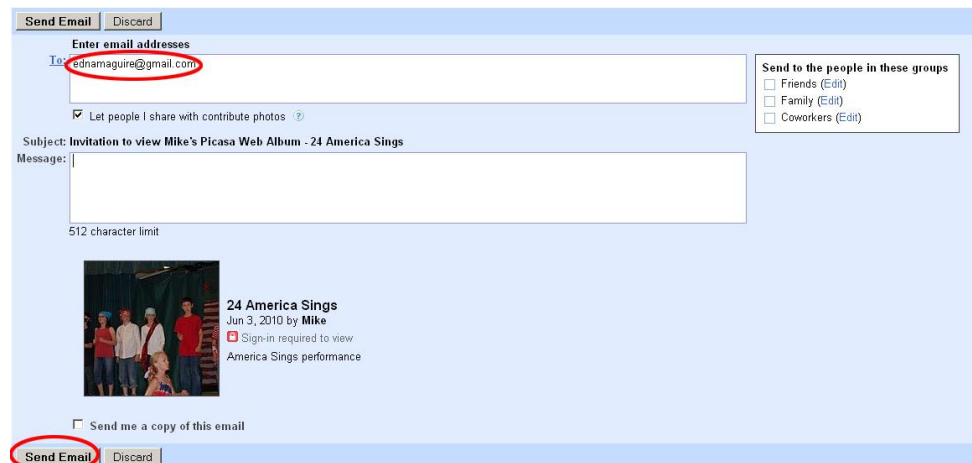 Send Email Discard
Enter email addresses
To: ednamaguire@gmail.com
Send to the people in these groups
Friends (Edit)
Family (Edit)
Coworkers (Edit)
Let people I share with contribute photos ?
Subject: Invitation to view Mike's Picasa Web Album - 24 America Sings
Message:
512 character limit
24 America Sings
Jun 3, 2010 by Mike
Sign-in required to view
America Sings performance
Send me a copy of this email
Send Email Discard